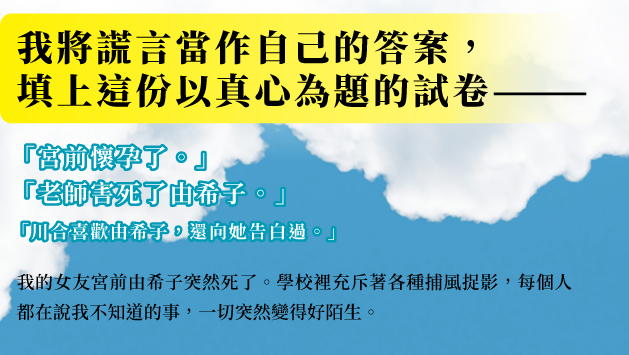 我將謊言當作自己的答案，
填上這份以真心為題的試卷———
「宮前懷孕了。」
「老師害死了由希子。」
「川合喜歡由希子，還向她告白過。」
我的女友宮前由希子突然死了。學校裡充斥著各種捕風捉影，每個人
都在說我不知道的事，一切突然變得好陌生。